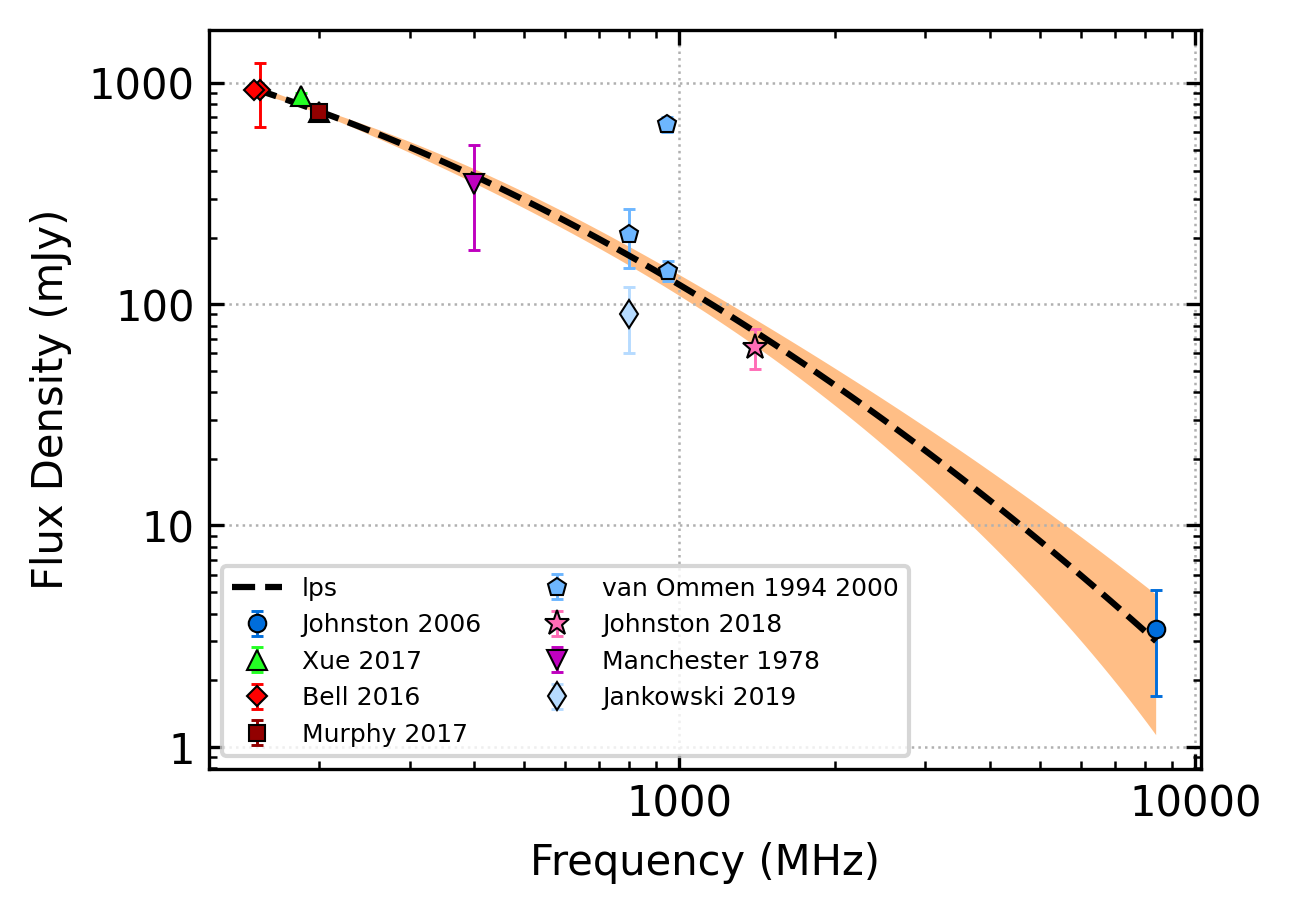 1000
100
10
1
Flux Density (mJy)
lps
Johnston 2006
Xue 2017
Bell 2016
Murphy 2017
van Ommen 1994 2000
Johnston 2018
Manchester 1978
Jankowski 2019
1000
10000
Frequency (MHz)